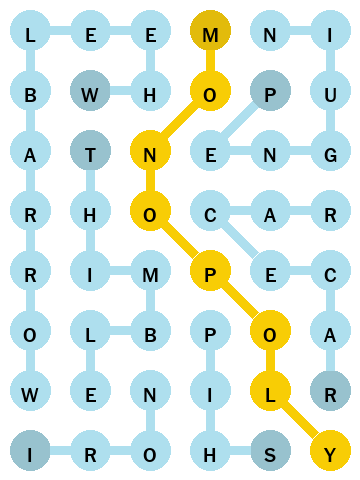 L E E M N I
B W H O P U
A T N E N G
R H O C A R
R I M P E C
O L B P O A
W E N I L R
I R O H S Y